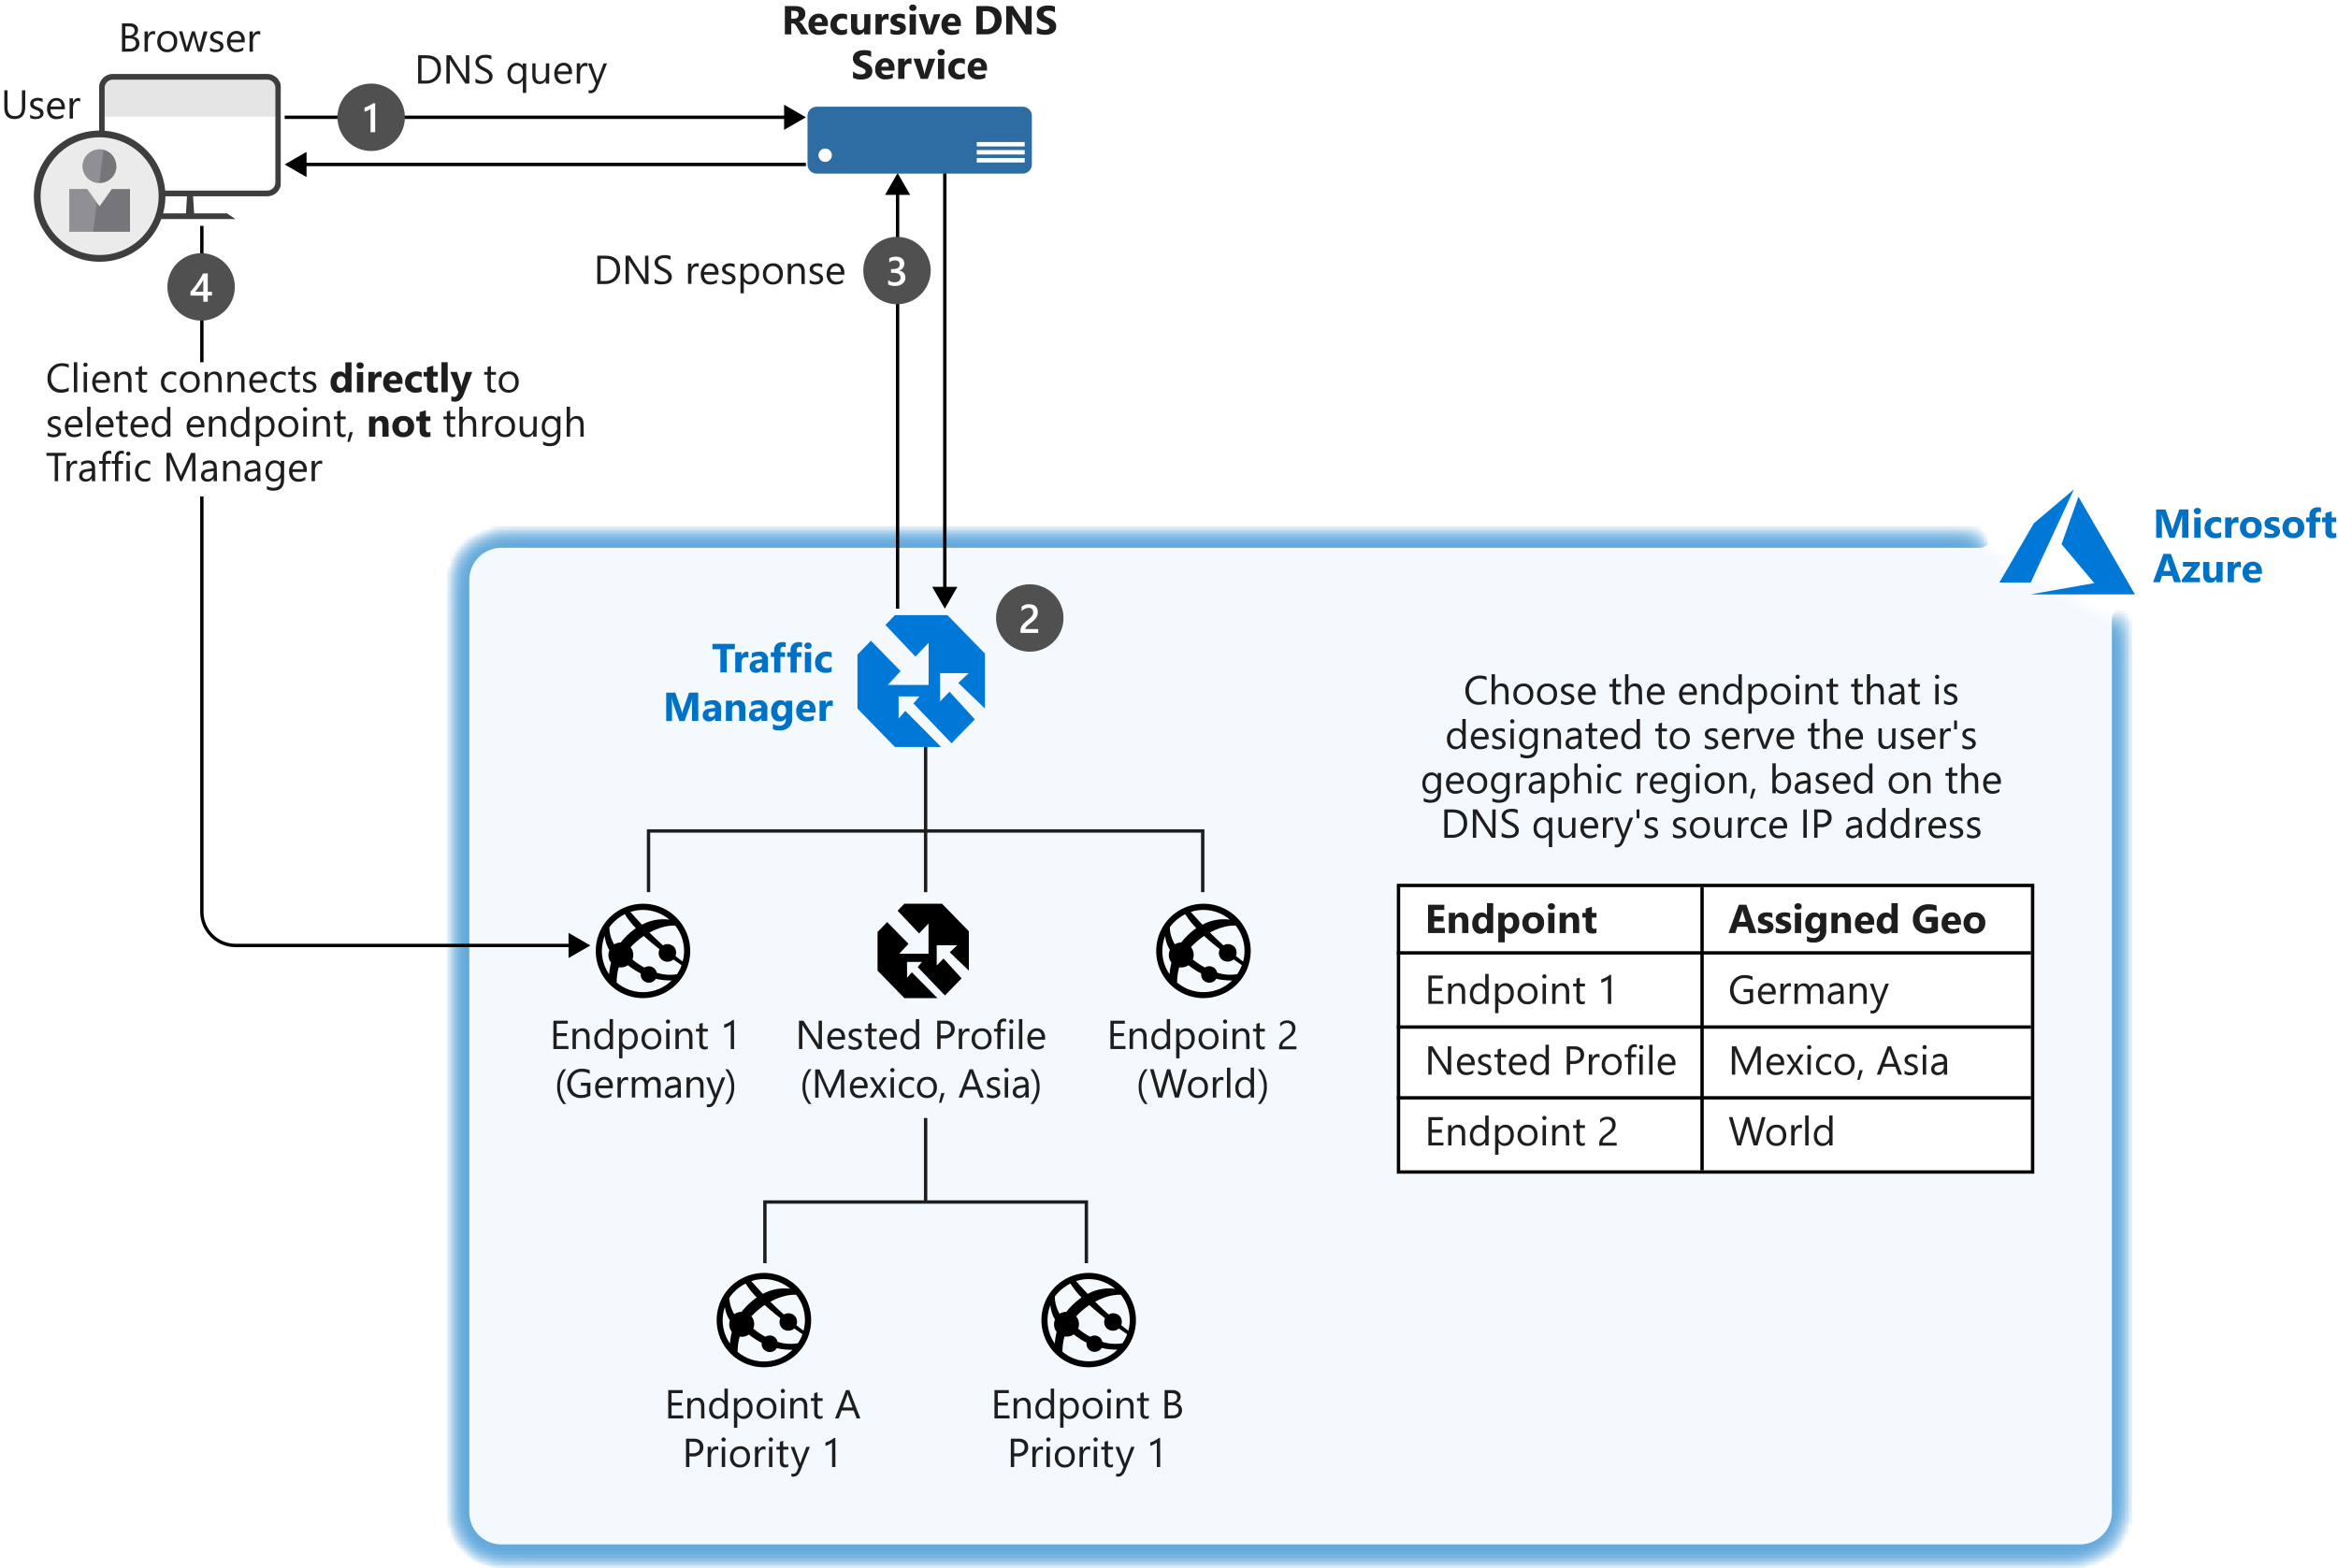 Browser
User
DNS query
Recursive DNS
Service
1
DNS response
3
4
Client connects directly to
seleted endpoint, not through
Traffic Manager
Microsoft
Azure
2
Traffic
Manager
Choose the endpoint that is
designated to serve the user's
geographic region, based on the
DNS query's source IP address
Endpoint Assigned Geo
Endpoint 1 Germany
Nested Profile Mexico, Asia
Endpoint 2 World
Endpoint 1
(Germany)
Nested Profile
(Mexico, Asia)
Endpoint 2
(World)
Endpoint A
Priority 1
Endpoint B
Priority 1